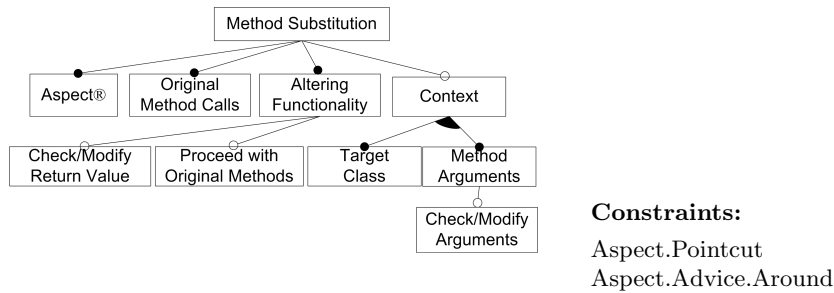 Method Substitution
Aspect®
Original
Method Calls
Altering
Functionality
Context
Check/Modify
Return Value
Proceed with
Original Methods
Target
Class
Method
Arguments
Check/Modify
Arguments
Constraints:
Aspect.Pointcut
Aspect.Advice.Around